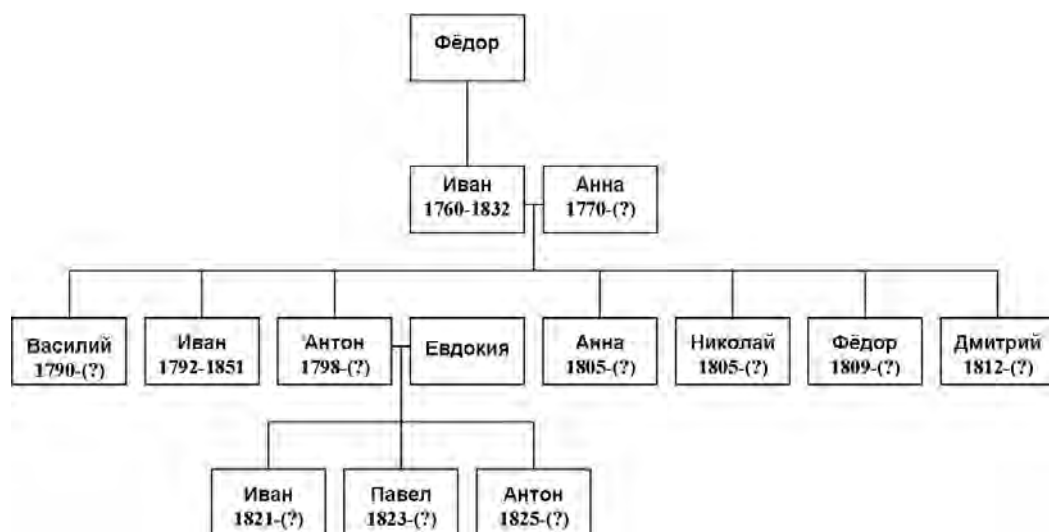 Фёдор
Иван
1760-1832
Анна
1770-(?)
Василий
1790-(?)
Иван
1792-1851
Антон
1798-(?)
Евдокия
Анна
1805-(?)
Николай
1805-(?)
Фёдор
1809-(?)
Дмитрий
1812-(?)
Иван
1821-(?)
Павел
1823-(?)
Антон
1825-(?)